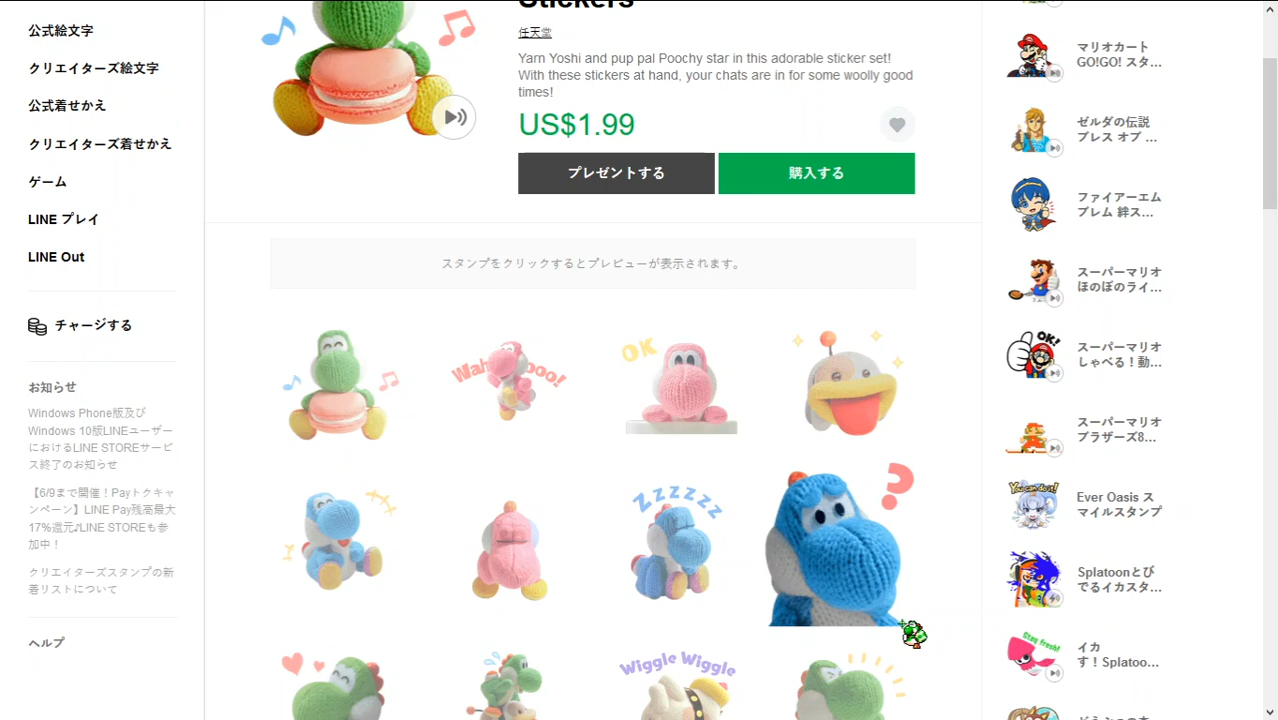 公式絵文字
クリエイターズ絵文字
公式着せかえ
クリエイターズ着せかえ
ゲーム
LINE プレイ
LINE Out
チャージする
お知らせ
Windows Phone版及び
Windows 10版LINEユーザー
におけるLINE STOREサービ
ス終了のお知らせ
【6/9まで開催！Payトクキャ
ンペーン】LINE Pay残高最大
17%還元♪LINE STOREも参
加中！
クリエイターズスタンプの新
着リストについて
ヘルプ
Stickers
任天堂
Yarn Yoshi and pup pal Poochy star in this adorable sticker set!
With these stickers at hand, your chats are in for some woolly good
times!
US$1.99
プレゼントする
購入する
スタンプをクリックするとプレビューが表示されます。
Wahooo!
OK
Zzzzzz
?
Wiggle Wiggle
マリオカート
GO!GO! スタ...
ゼルダの伝説
ブレス オブ ...
ファイアーエム
ブレム 絆ス...
スーパーマリオ
ほのぼのライ...
OK!
スーパーマリオ
しゃべる！動...
スーパーマリオ
ブラザーズ8...
You can do it!
Ever Oasis ス
マイルスタンプ
Splatoonとび
でるイカスタ...
Stay fresh!
イカ
す！Splatoo...